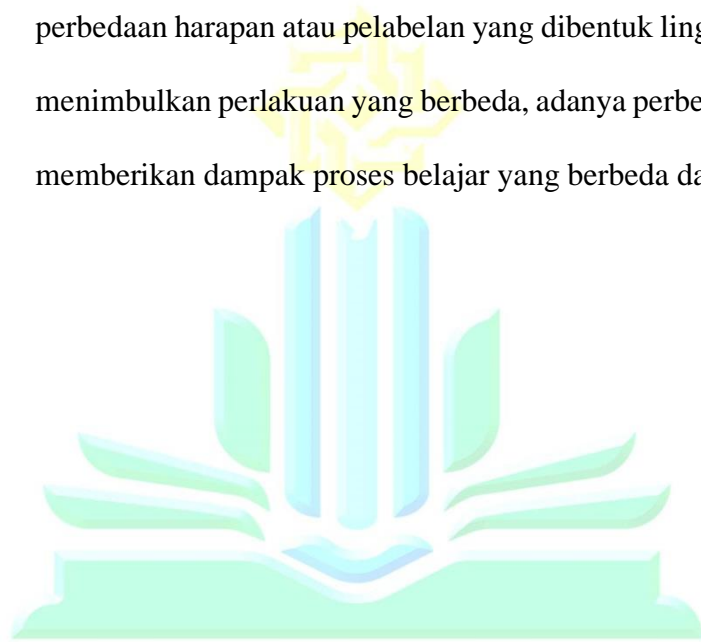 perbedaan harapan atau pelabelan yang dibentuk
menimbulkan perlakuan yang berbeda, adanya
memberikan dampak proses belajar yang berbeda